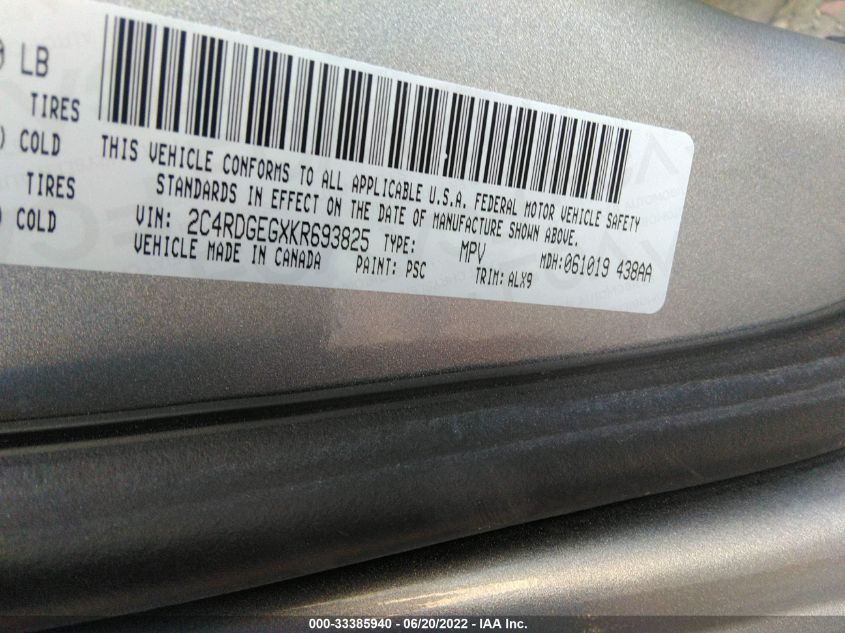 LB
TIRES
COLD
TIRES
COLD
THIS VEHICLE CONFORMS TO ALL APPLICABLE U.S.A. FEDERAL MOTOR VEHICLE SAFETY
STANDARDS IN EFFECT ON THE DATE OF MANUFACTURE SHOWN ABOVE.
VIN: 2C4RDGEGXKR693825 TYPE: MPV MDH:061019 438AA
VEHICLE MADE IN CANADA PAINT: PSC TRIM: ALX9
000-33385940 - 06/20/2022 - IAA Inc.